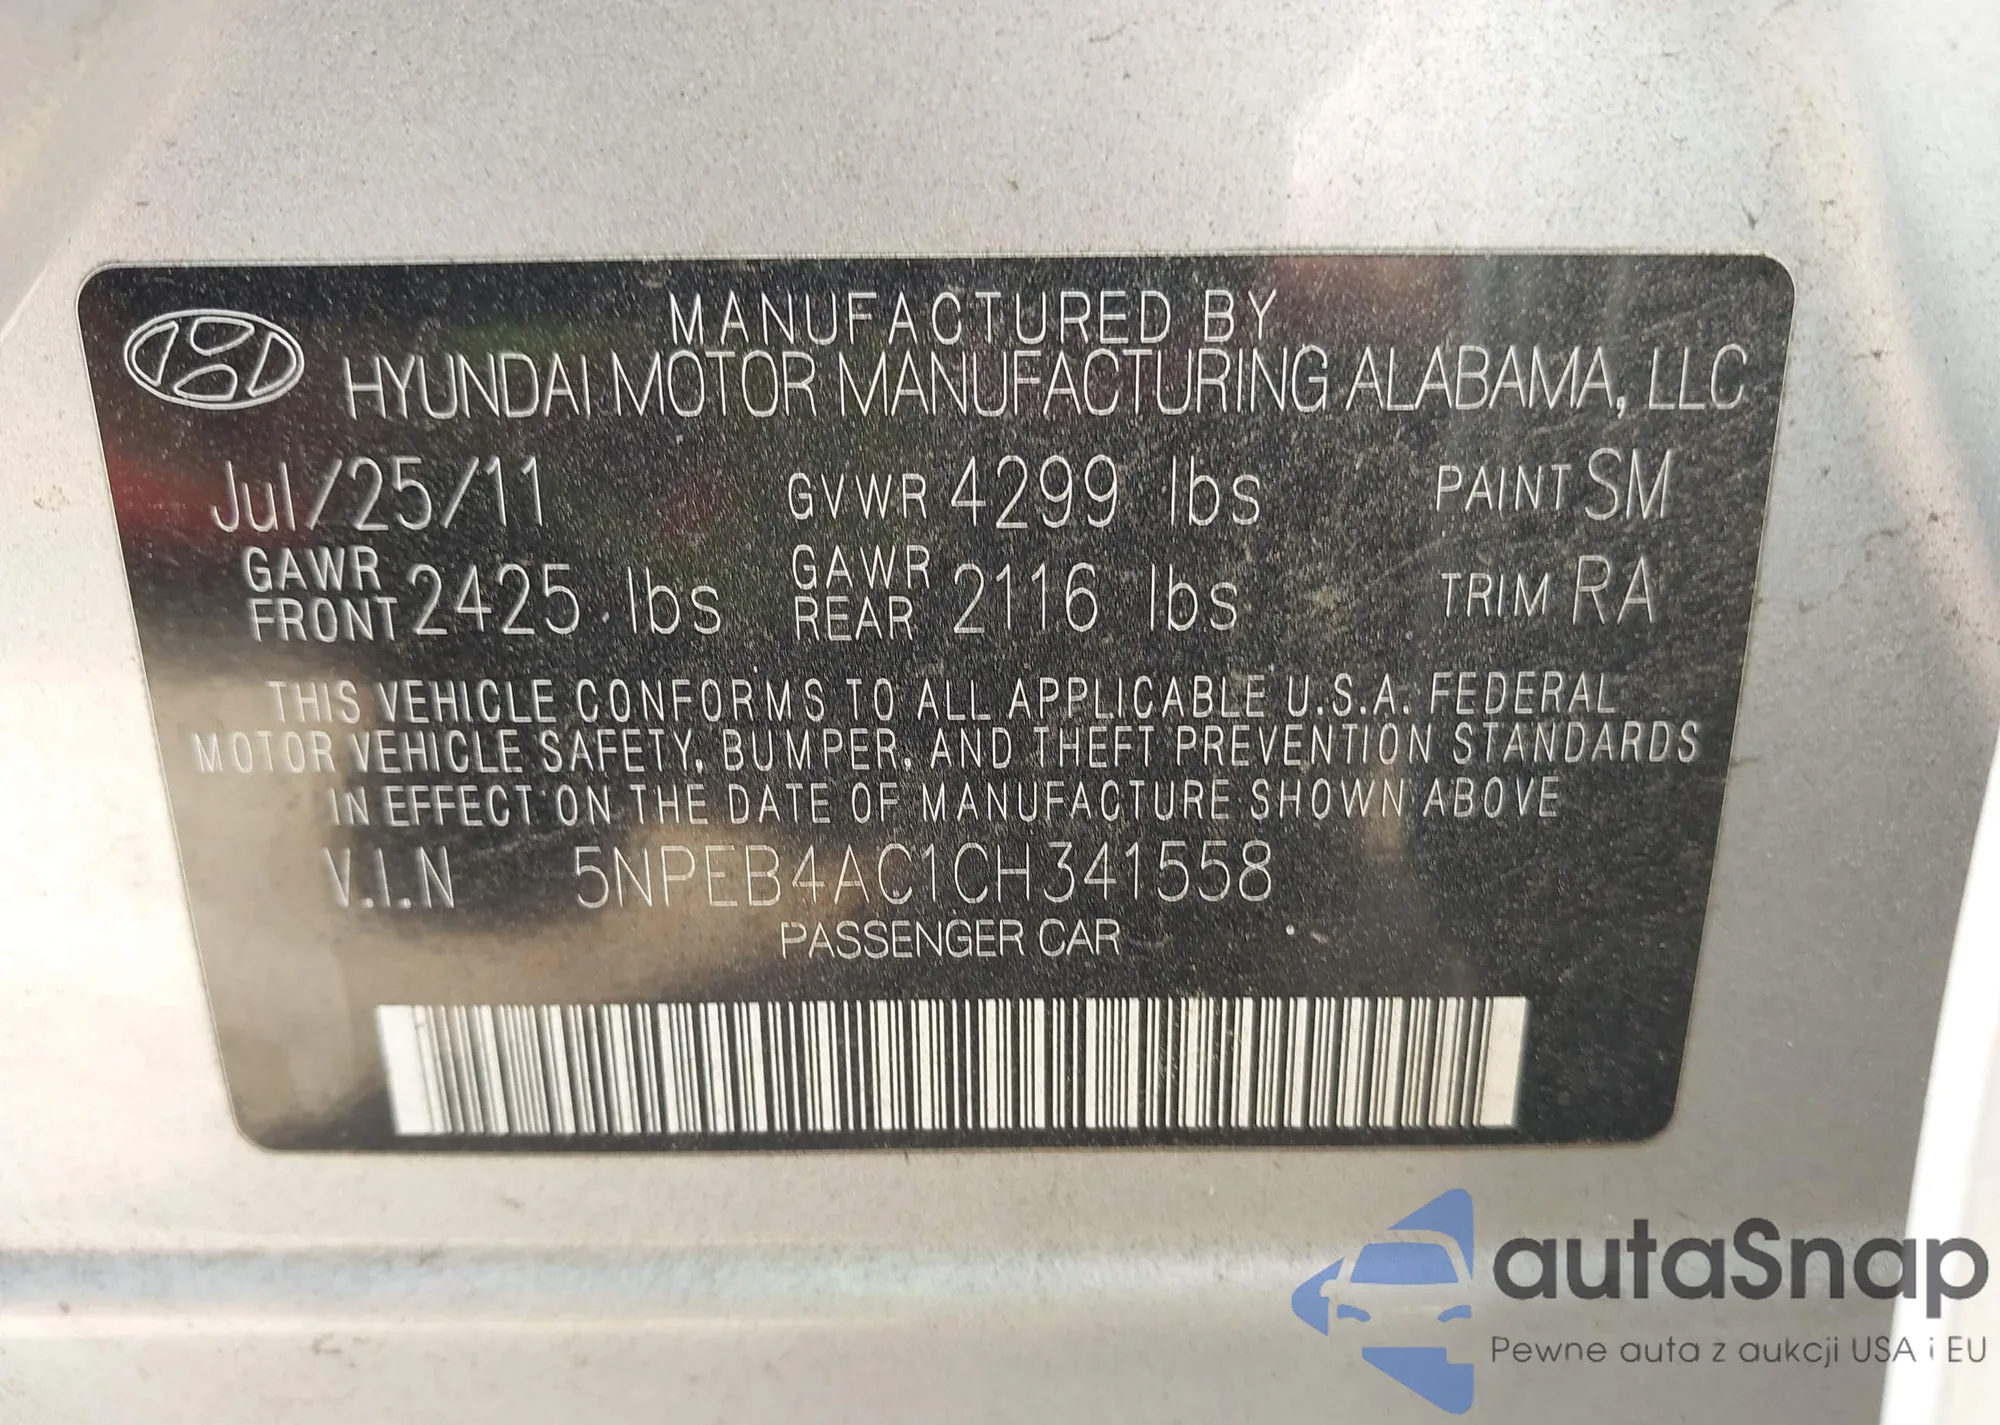 MANUFACTURED BY
HYUNDAI MOTOR MANUFACTURING ALABAMA, LLC
Jul/25/11 GVWR 4299 lbs PAINT SM
GAWR FRONT 2425 lbs GAWR REAR 2116 lbs TRIM RA
THIS VEHICLE CONFORMS TO ALL APPLICABLE U.S.A. FEDERAL
MOTOR VEHICLE SAFETY, BUMPER, AND THEFT PREVENTION STANDARDS
IN EFFECT ON THE DATE OF MANUFACTURE SHOWN ABOVE
V.I.N 5NPEB4AC1CH341558
PASSENGER CAR
autaSnap
Pewne auta z aukcji USA i EU